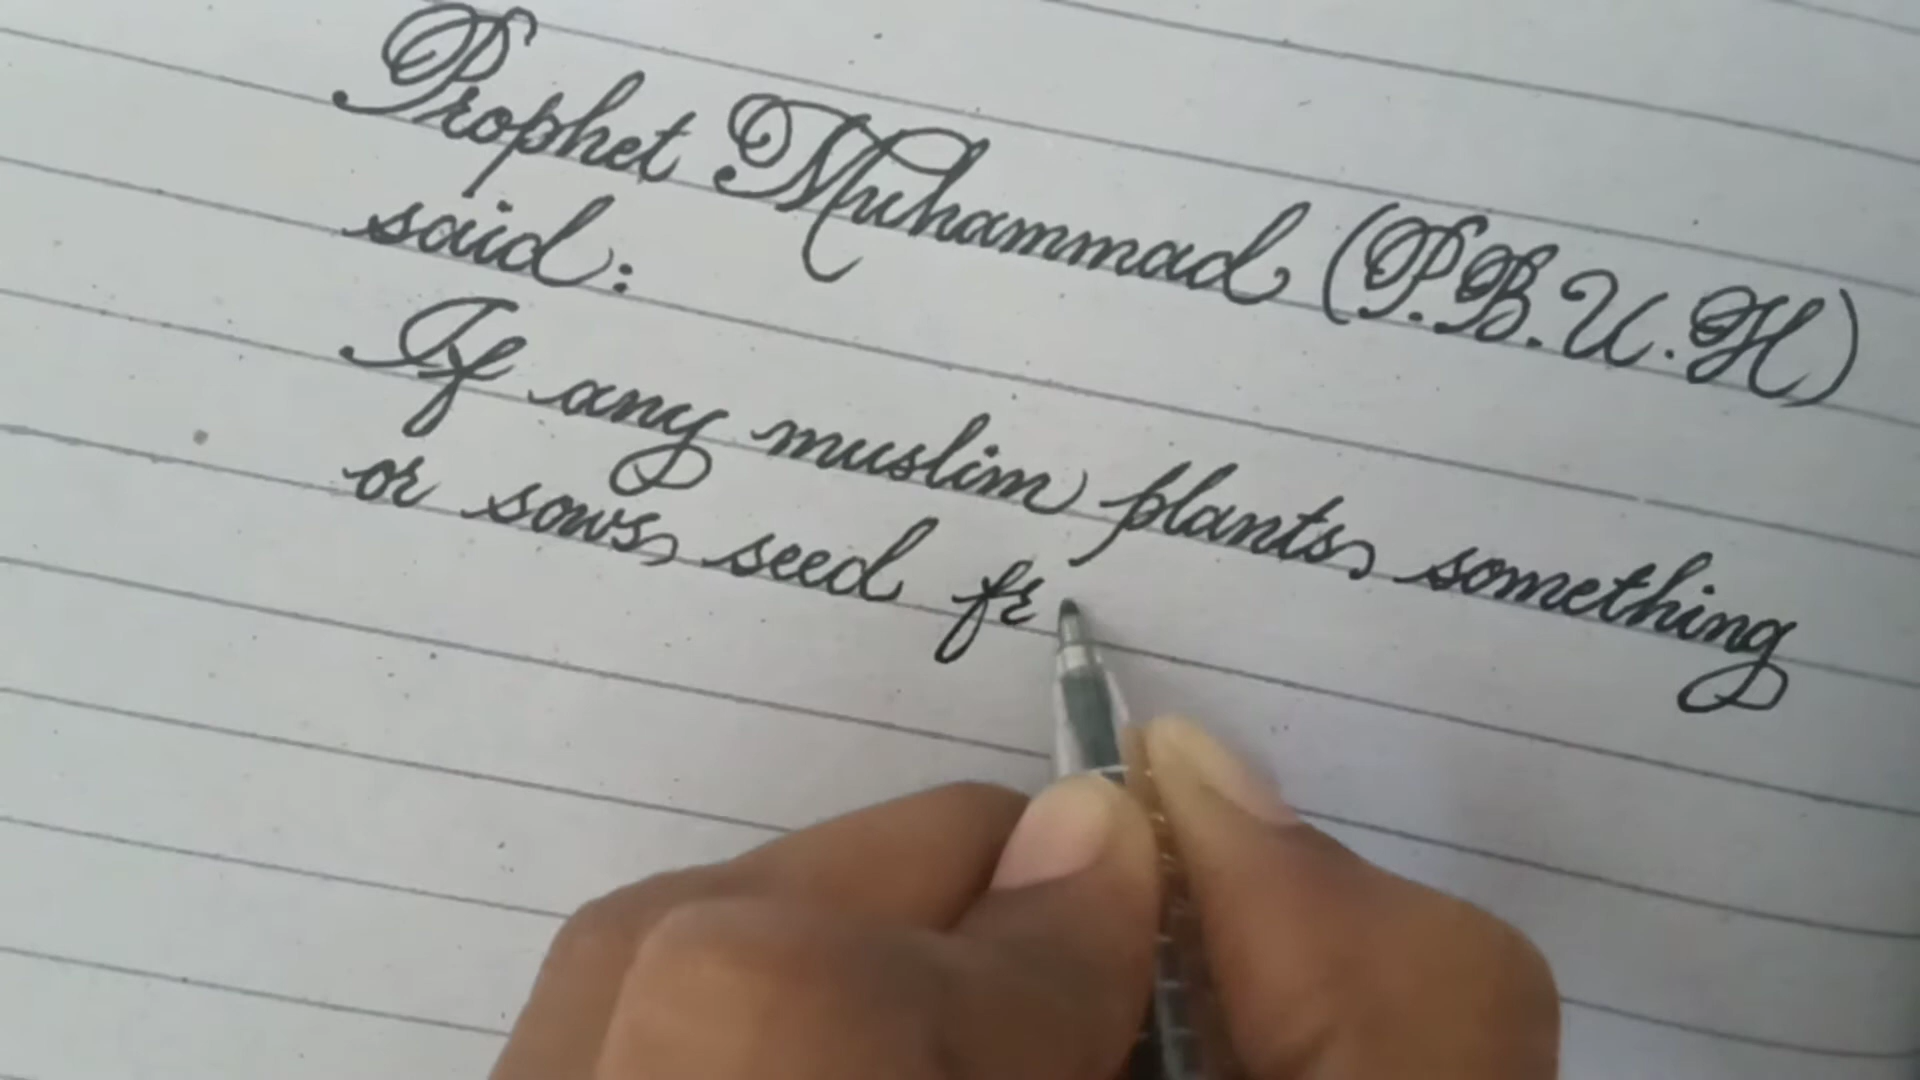 Prophet Muhammad (P.B.U.H)
said:
If any muslim plants something
or sows seed fr